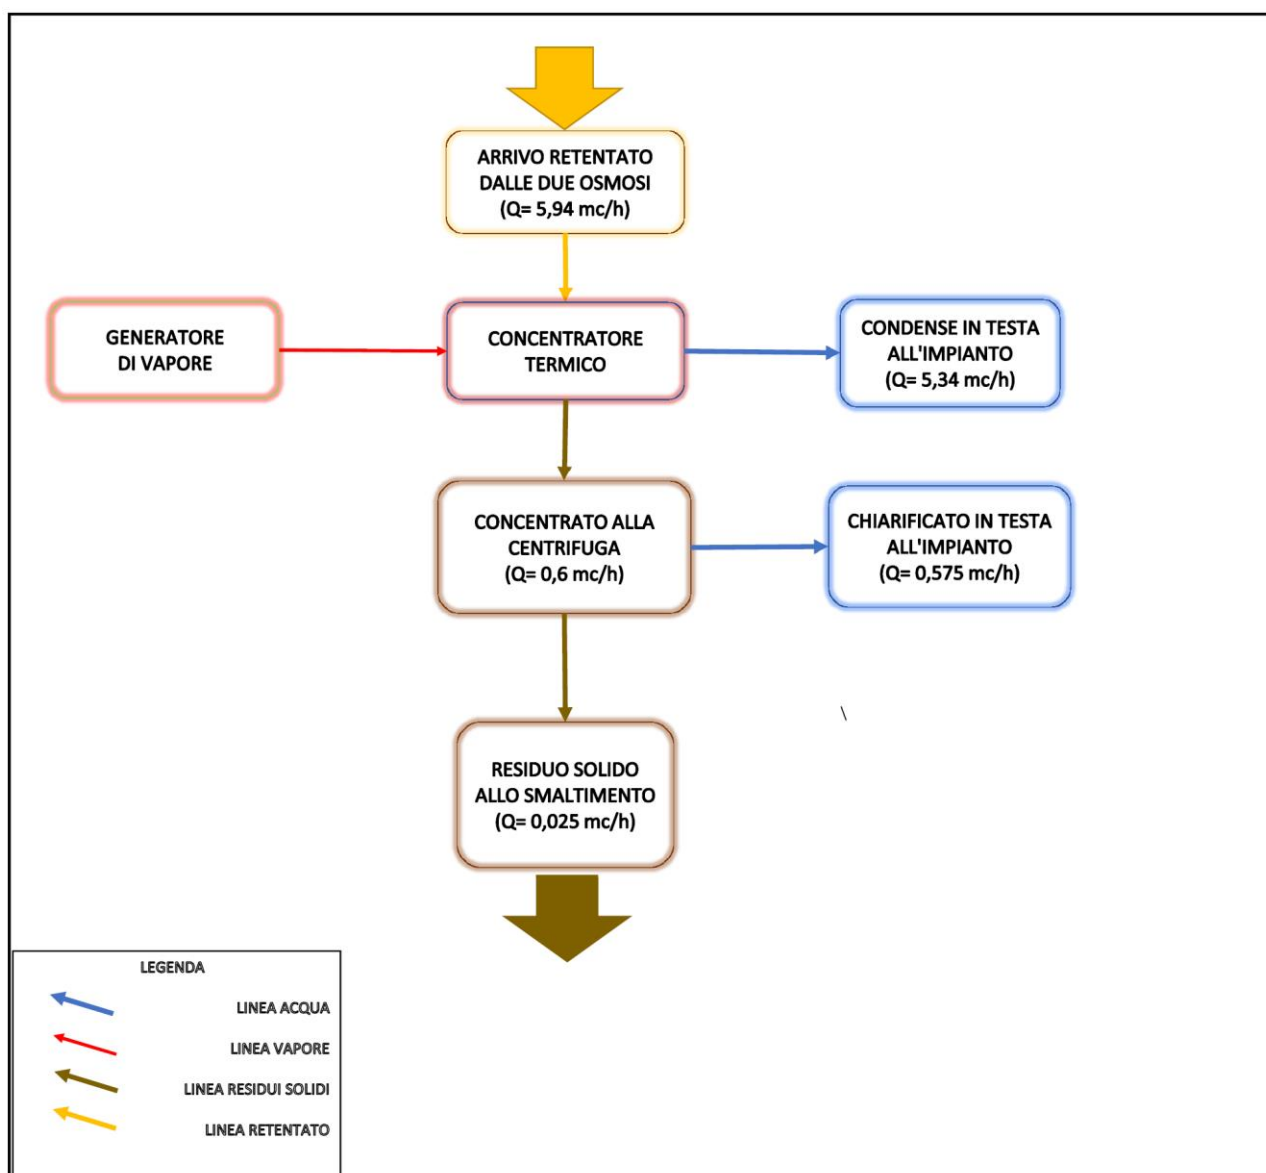 ARRIVO RETENTATO
DALLE DUE OSMOSI
(Q= 5,94 mc/h)
GENERATORE
DI VAPORE
CONCENTRATORE
TERMICO
CONDENSE IN TESTA
ALL'IMPIANTO
(Q= 5,34 mc/h)
CONCENTRATO ALLA
CENTRIFUGA
(Q= 0,6 mc/h)
CHIARIFICATO IN TESTA
ALL'IMPIANTO
(Q= 0,575 mc/h)
\
RESIDUO SOLIDO
ALLO SMALTIMENTO
(Q= 0,025 mc/h)
LEGENDA
LINEA ACQUA
LINEA VAPORE
LINEA RESIDUI SOLIDI
LINEA RETENTATO